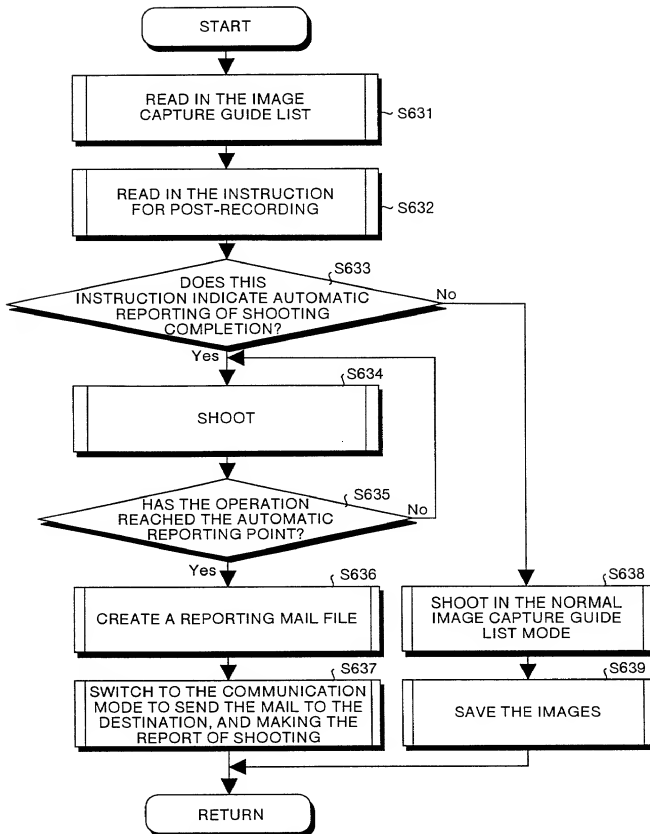 START
READ IN THE IMAGE
CAPTURE GUIDE LIST
S631
READ IN THE INSTRUCTION
FOR POST-RECORDING
S632
S633
DOES THIS
INSTRUCTION INDICATE AUTOMATIC
REPORTING OF SHOOTING
COMPLETION?
No
Yes
S634
SHOOT
S635
HAS THE OPERATION
REACHED THE AUTOMATIC
REPORTING POINT?
No
Yes
S636
CREATE A REPORTING MAIL FILE
S638
SHOOT IN THE NORMAL
IMAGE CAPTURE GUIDE
LIST MODE
S637
SWITCH TO THE COMMUNICATION
MODE TO SEND THE MAIL TO THE
DESTINATION, AND MAKING THE
REPORT OF SHOOTING
S639
SAVE THE IMAGES
RETURN